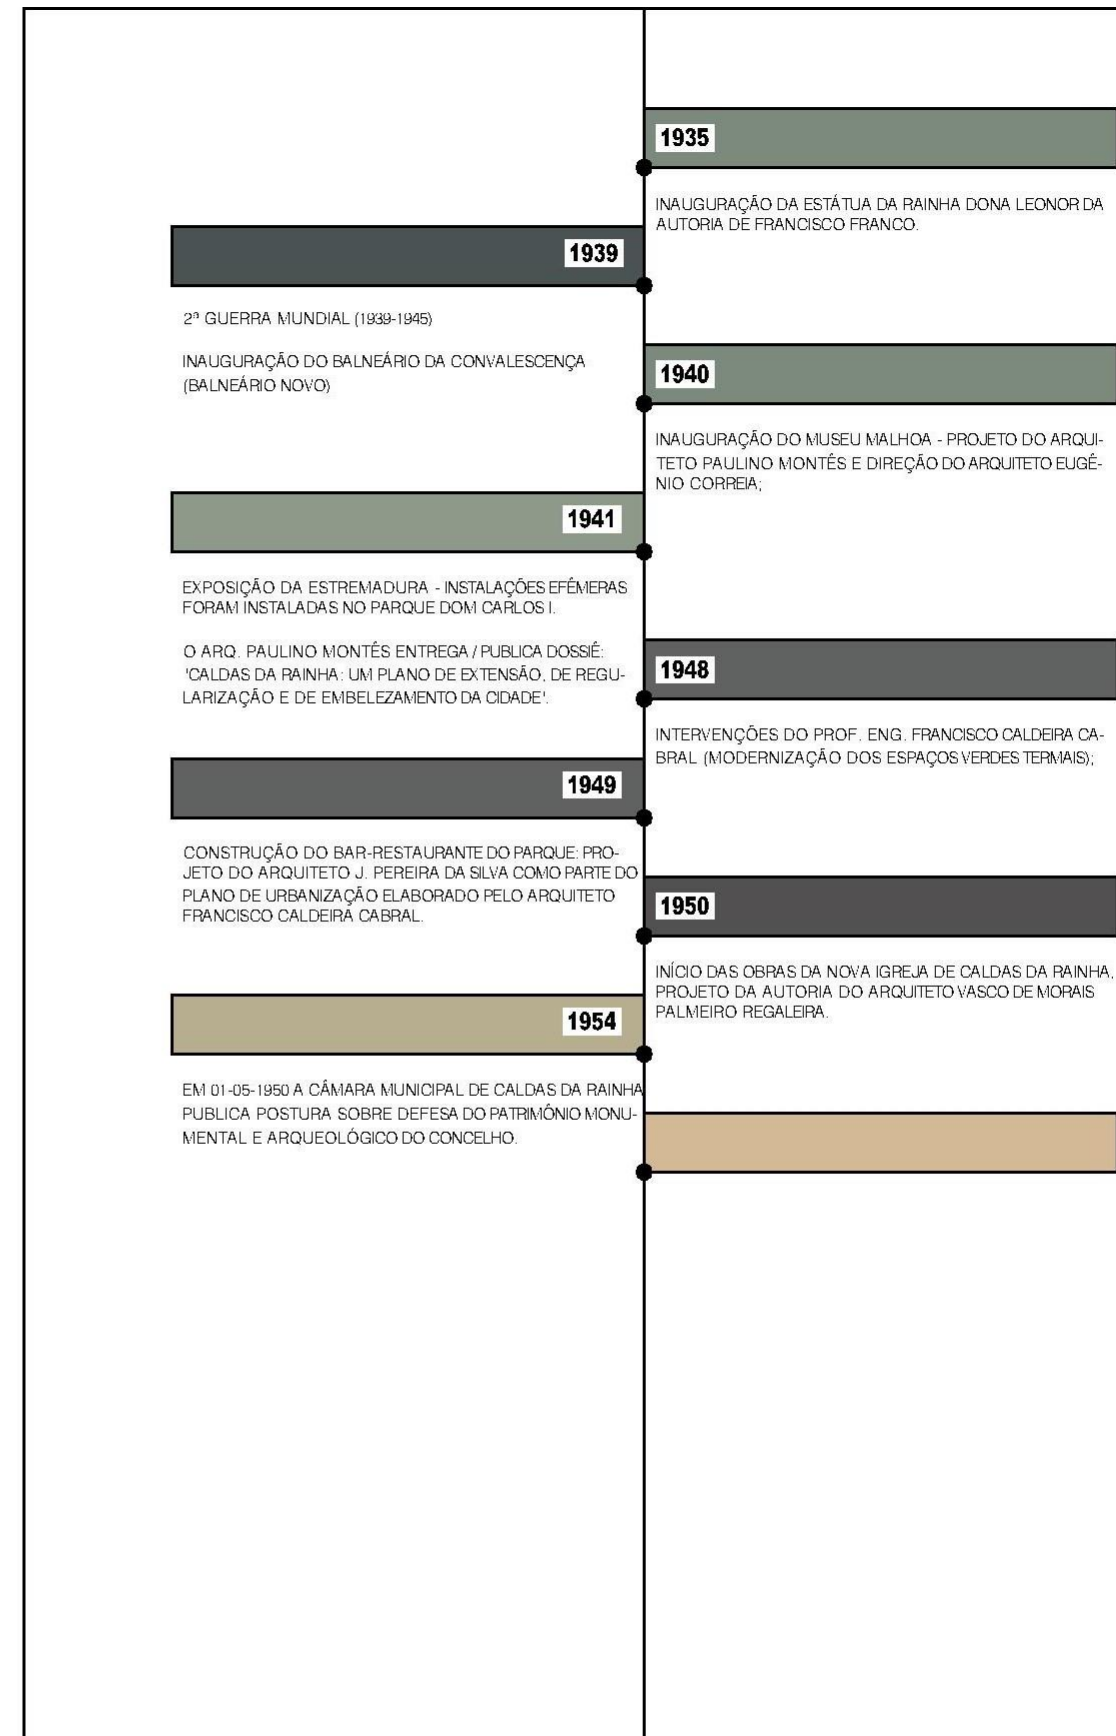 1935
INAUGURAÇÃO DA ESTÁTUA DA RAINHA DONA LEONOR DA
AUTORIA DE FRANCISCO FRANCO.
1939
2ª GUERRA MUNDIAL (1939-1945)
INAUGURAÇÃO DO BALNEÁRIO DA CONVALESCENÇA
(BALNEÁRIO NOVO)
1940
INAUGURAÇÃO DO MUSEU MALHOA - PROJETO DO ARQUI-
TETO PAULINO MONTÊS E DIREÇÃO DO ARQUITETO EUGÊ-
NIO CORREIA;
1941
EXPOSIÇÃO DA ESTREMADURA - INSTALAÇÕES EFÉMERAS
FORAM INSTALADAS NO PARQUE DOM CARLOS I.
O ARQ. PAULINO MONTÊS ENTREGA / PUBLICA DOSSIÊ:
'CALDAS DA RAINHA: UM PLANO DE EXTENSÃO, DE REGU-
LARIZAÇÃO E DE EMBELEZAMENTO DA CIDADE'.
1948
INTERVENÇÕES DO PROF. ENG. FRANCISCO CALDEIRA CA-
BRAL (MODERNIZAÇÃO DOS ESPAÇOS VERDES TERMAIS);
1949
CONSTRUÇÃO DO BAR-RESTAURANTE DO PARQUE: PRO-
JETO DO ARQUITETO J. PEREIRA DA SILVA COMO PARTE DO
PLANO DE URBANIZAÇÃO ELABORADO PELO ARQUITETO
FRANCISCO CALDEIRA CABRAL.
1950
INÍCIO DAS OBRAS DA NOVA IGREJA DE CALDAS DA RAINHA,
PROJETO DA AUTORIA DO ARQUITETO VASCO DE MORAIS
PALMEIRO REGALEIRA.
1954
EM 01-05-1950 A CÂMARA MUNICIPAL DE CALDAS DA RAINHA
PUBLICA POSTURA SOBRE DEFESA DO PATRIMÔNIO MONU-
MENTAL E ARQUEOLÓGICO DO CONCELHO.